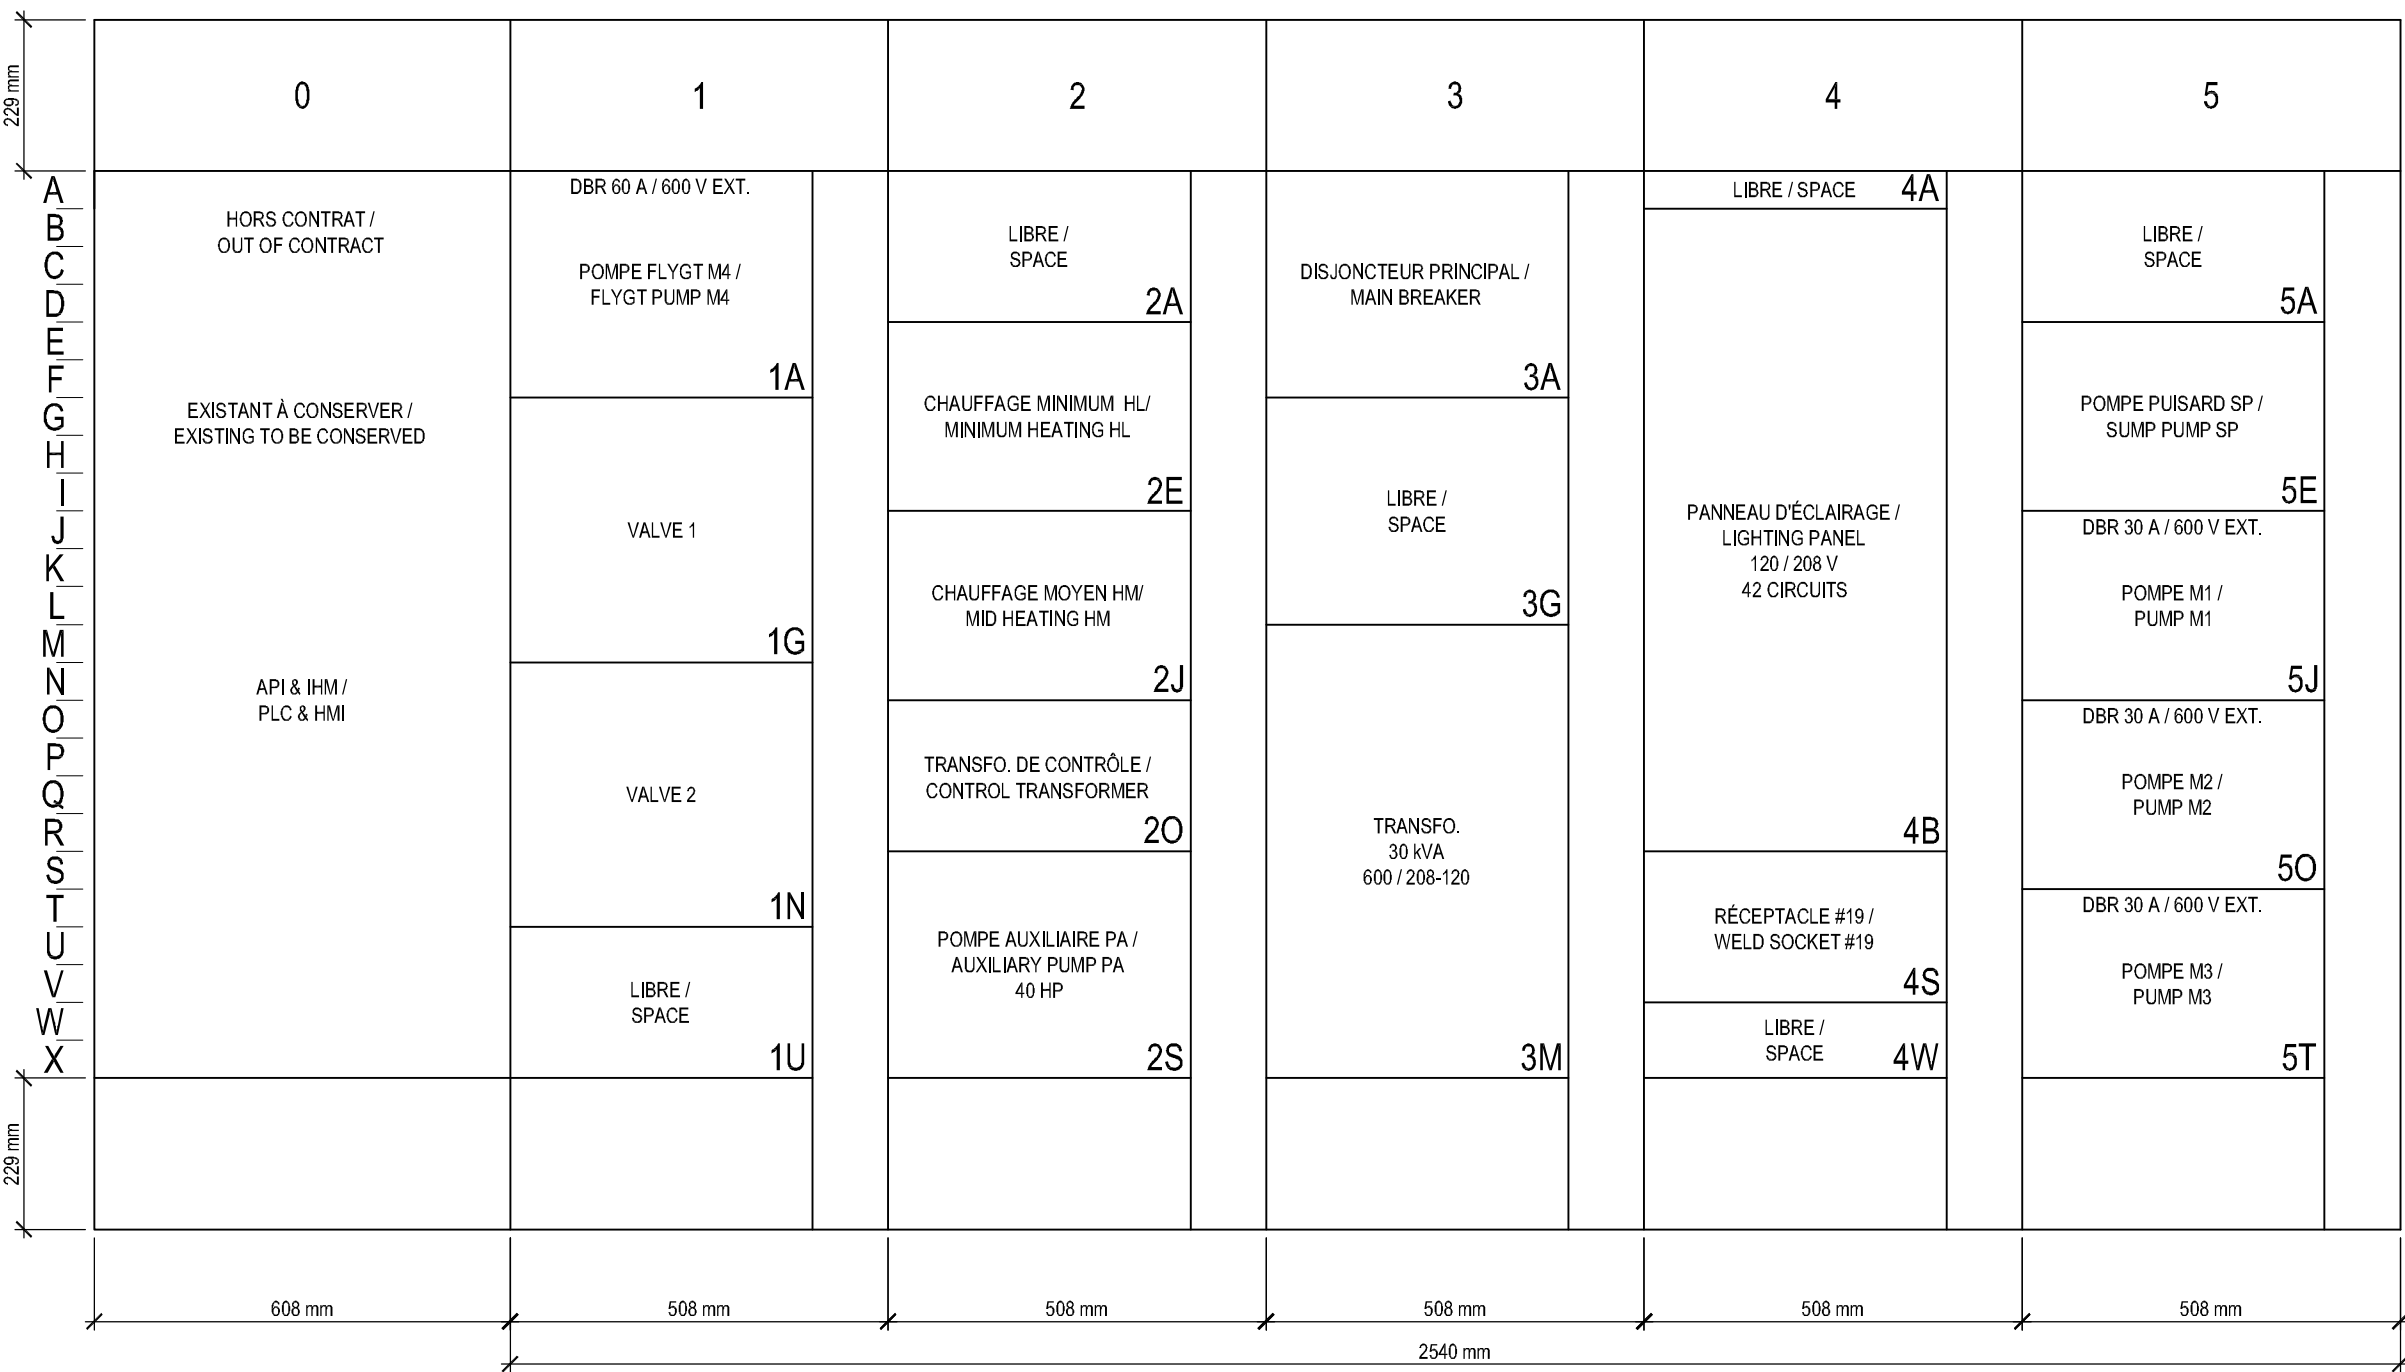 229 mm
0
1
2
3
4
5
A
B
C
D
E
F
G
H
I
J
K
L
M
N
O
P
Q
R
S
T
U
V
W
X
HORS CONTRAT /
OUT OF CONTRACT
EXISTANT À CONSERVER /
EXISTING TO BE CONSERVED
API & IHM /
PLC & HMI
DBR 60 A / 600 V EXT.
POMPE FLYGT M4 /
FLYGT PUMP M4
1A
VALVE 1
1G
VALVE 2
1N
LIBRE /
SPACE
1U
LIBRE /
SPACE
2A
CHAUFFAGE MINIMUM HL/
MINIMUM HEATING HL
2E
CHAUFFAGE MOYEN HM/
MID HEATING HM
2J
TRANSFO. DE CONTRÔLE /
CONTROL TRANSFORMER
2O
POMPE AUXILIAIRE PA /
AUXILIARY PUMP PA
40 HP
2S
DISJONCTEUR PRINCIPAL /
MAIN BREAKER
3A
LIBRE /
SPACE
3G
TRANSFO.
30 kVA
600 / 208-120
3M
LIBRE / SPACE 4A
PANNEAU D'ÉCLAIRAGE /
LIGHTING PANEL
120 / 208 V
42 CIRCUITS
4B
RÉCEPTACLE #19 /
WELD SOCKET #19
4S
LIBRE /
SPACE
4W
LIBRE /
SPACE
5A
POMPE PUISARD SP /
SUMP PUMP SP
5E
DBR 30 A / 600 V EXT.
POMPE M1 /
PUMP M1
5J
DBR 30 A / 600 V EXT.
POMPE M2 /
PUMP M2
5O
DBR 30 A / 600 V EXT.
POMPE M3 /
PUMP M3
5T
229 mm
608 mm
508 mm
508 mm
508 mm
508 mm
508 mm
2540 mm